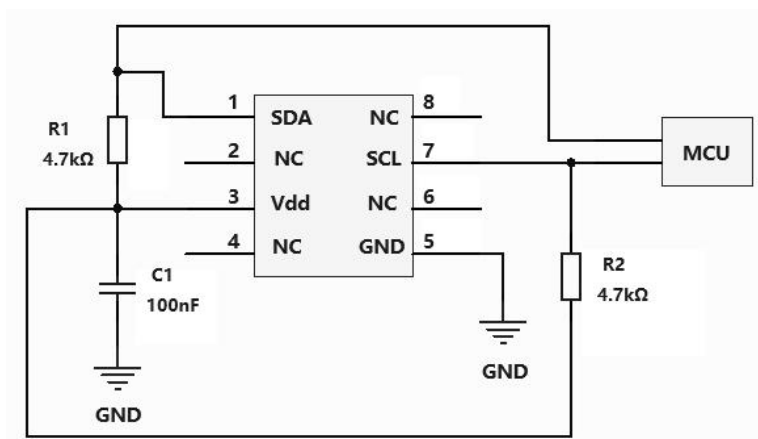 1
SDA
NC
8
R1
4.7kΩ
2
NC
SCL
7
MCU
3
Vdd
NC
6
4
NC
GND
5
C1
100nF
R2
4.7kΩ
GND
GND